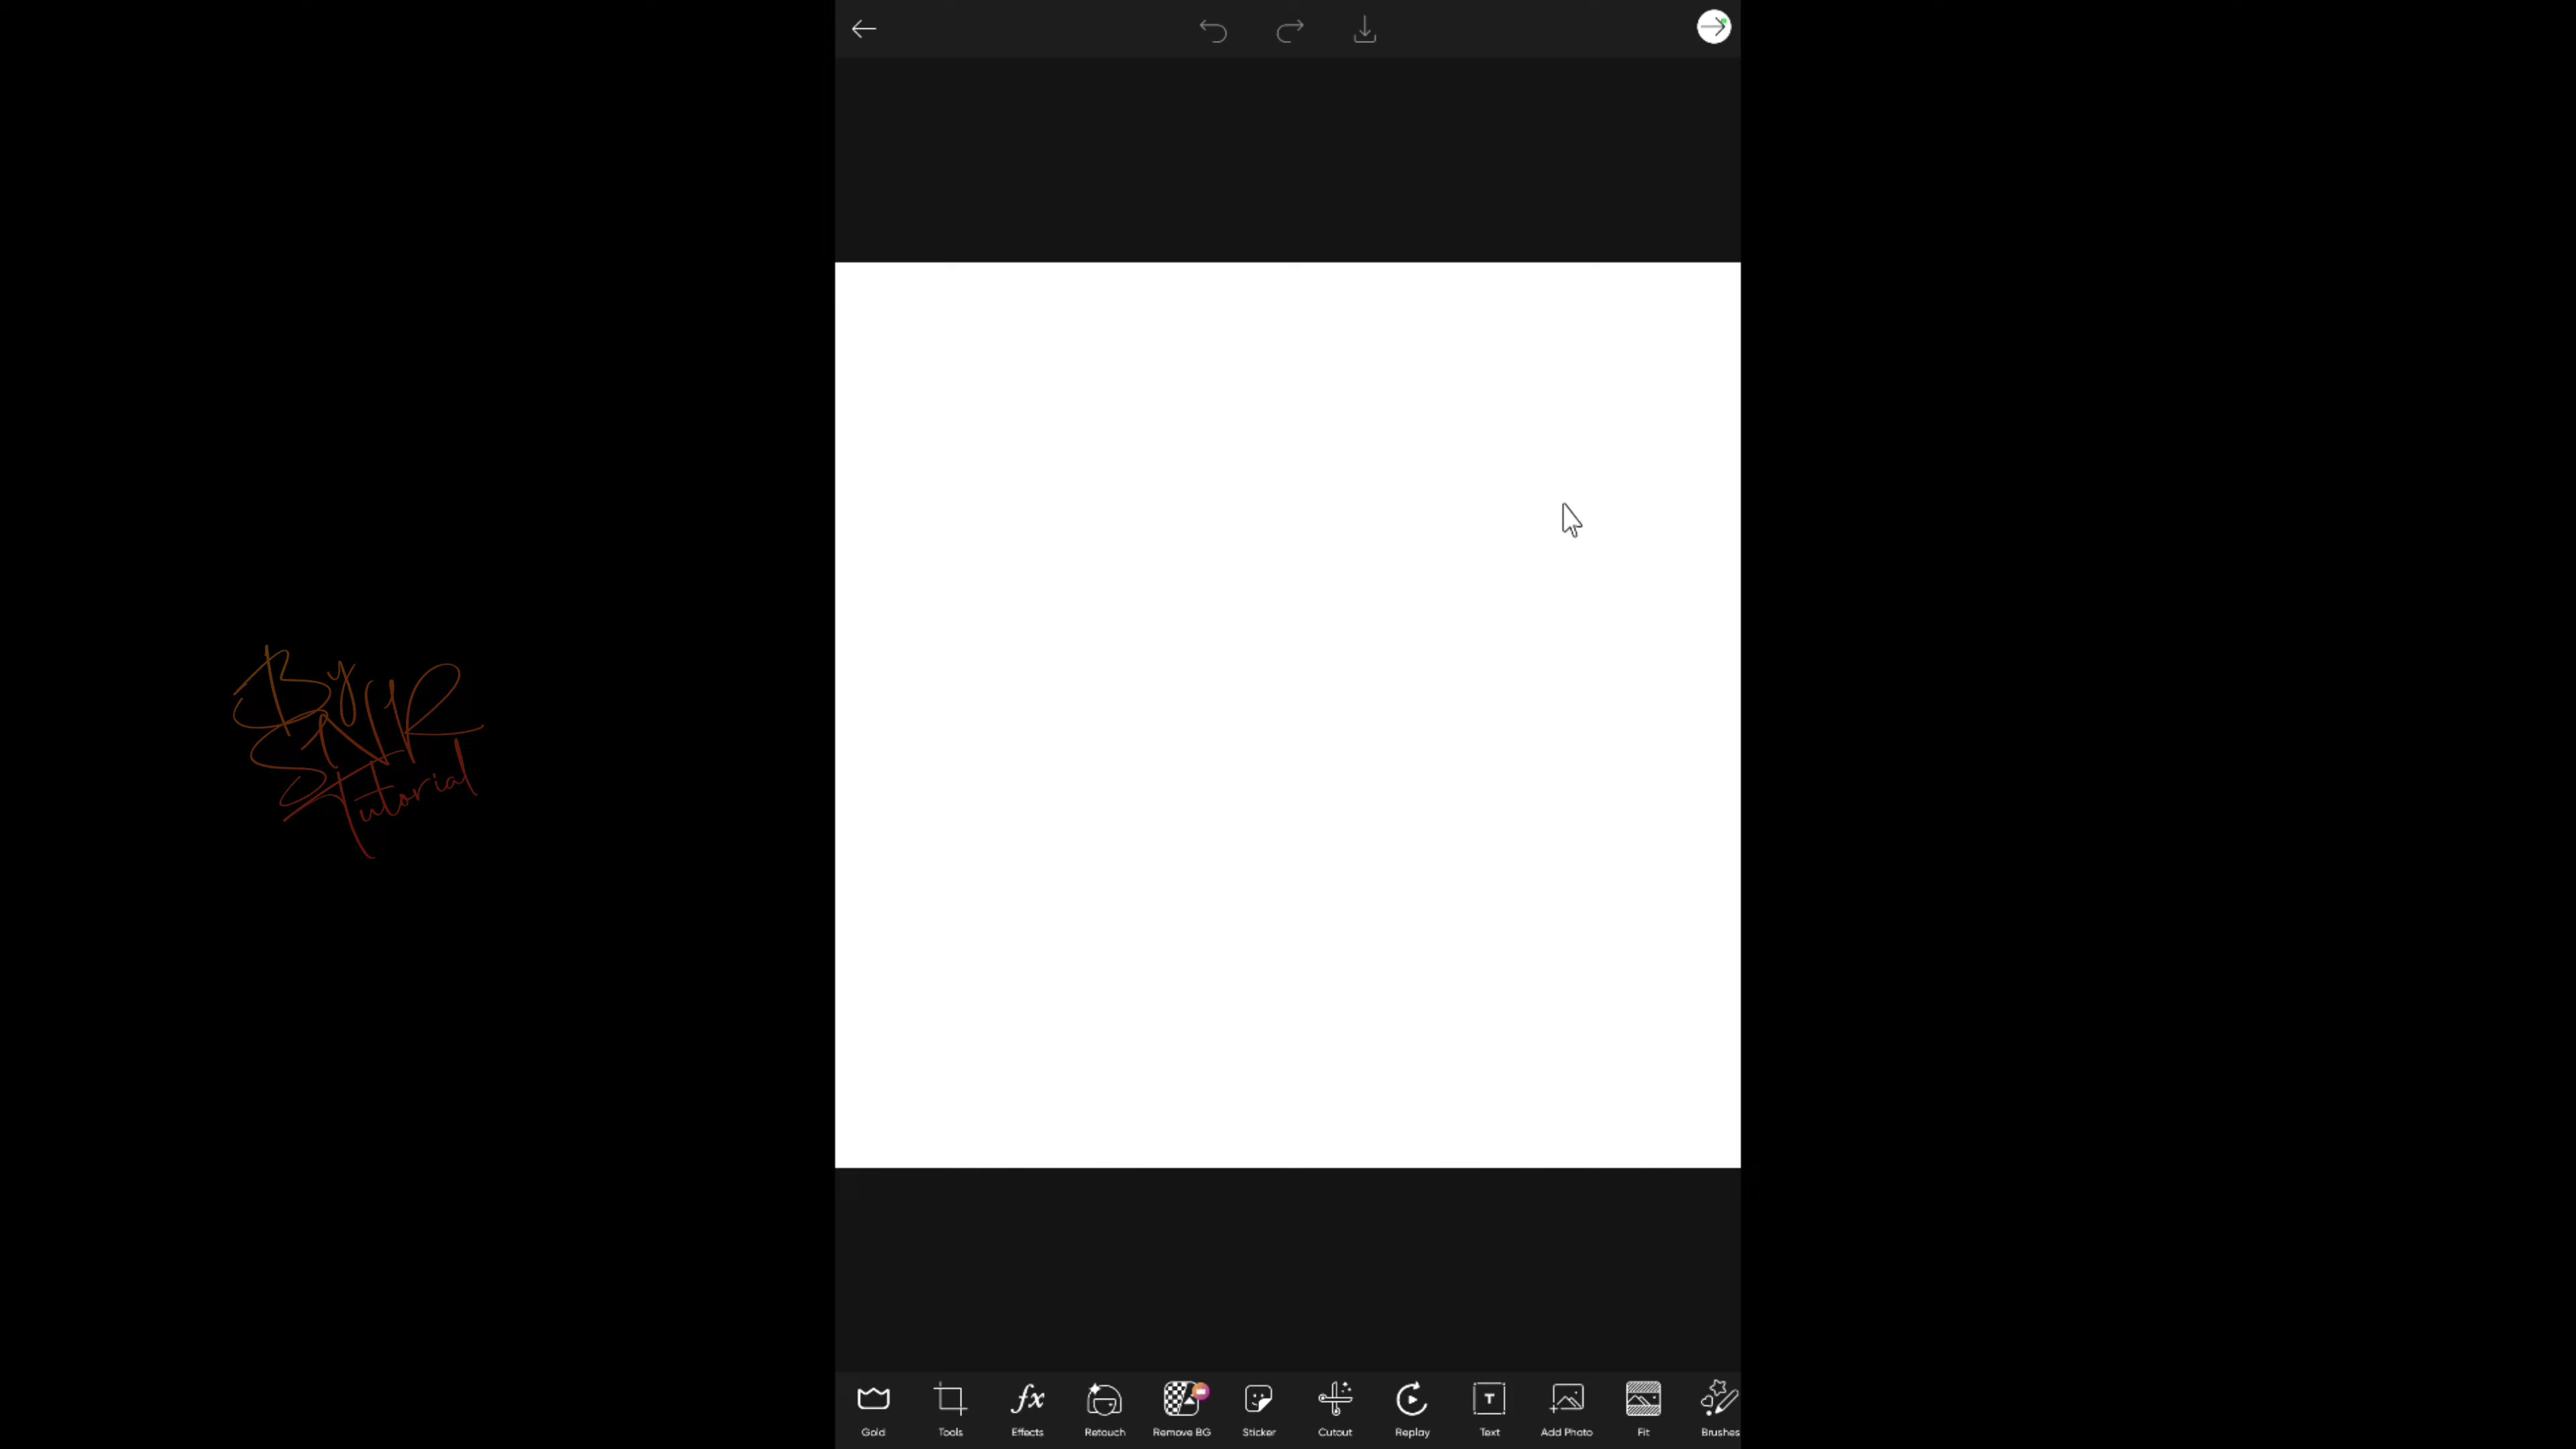 By
SNR
Tutorial
Gold Tools Effects Retouch Remove BG Sticker Cutout Replay Text Add Photo Fit Brushes